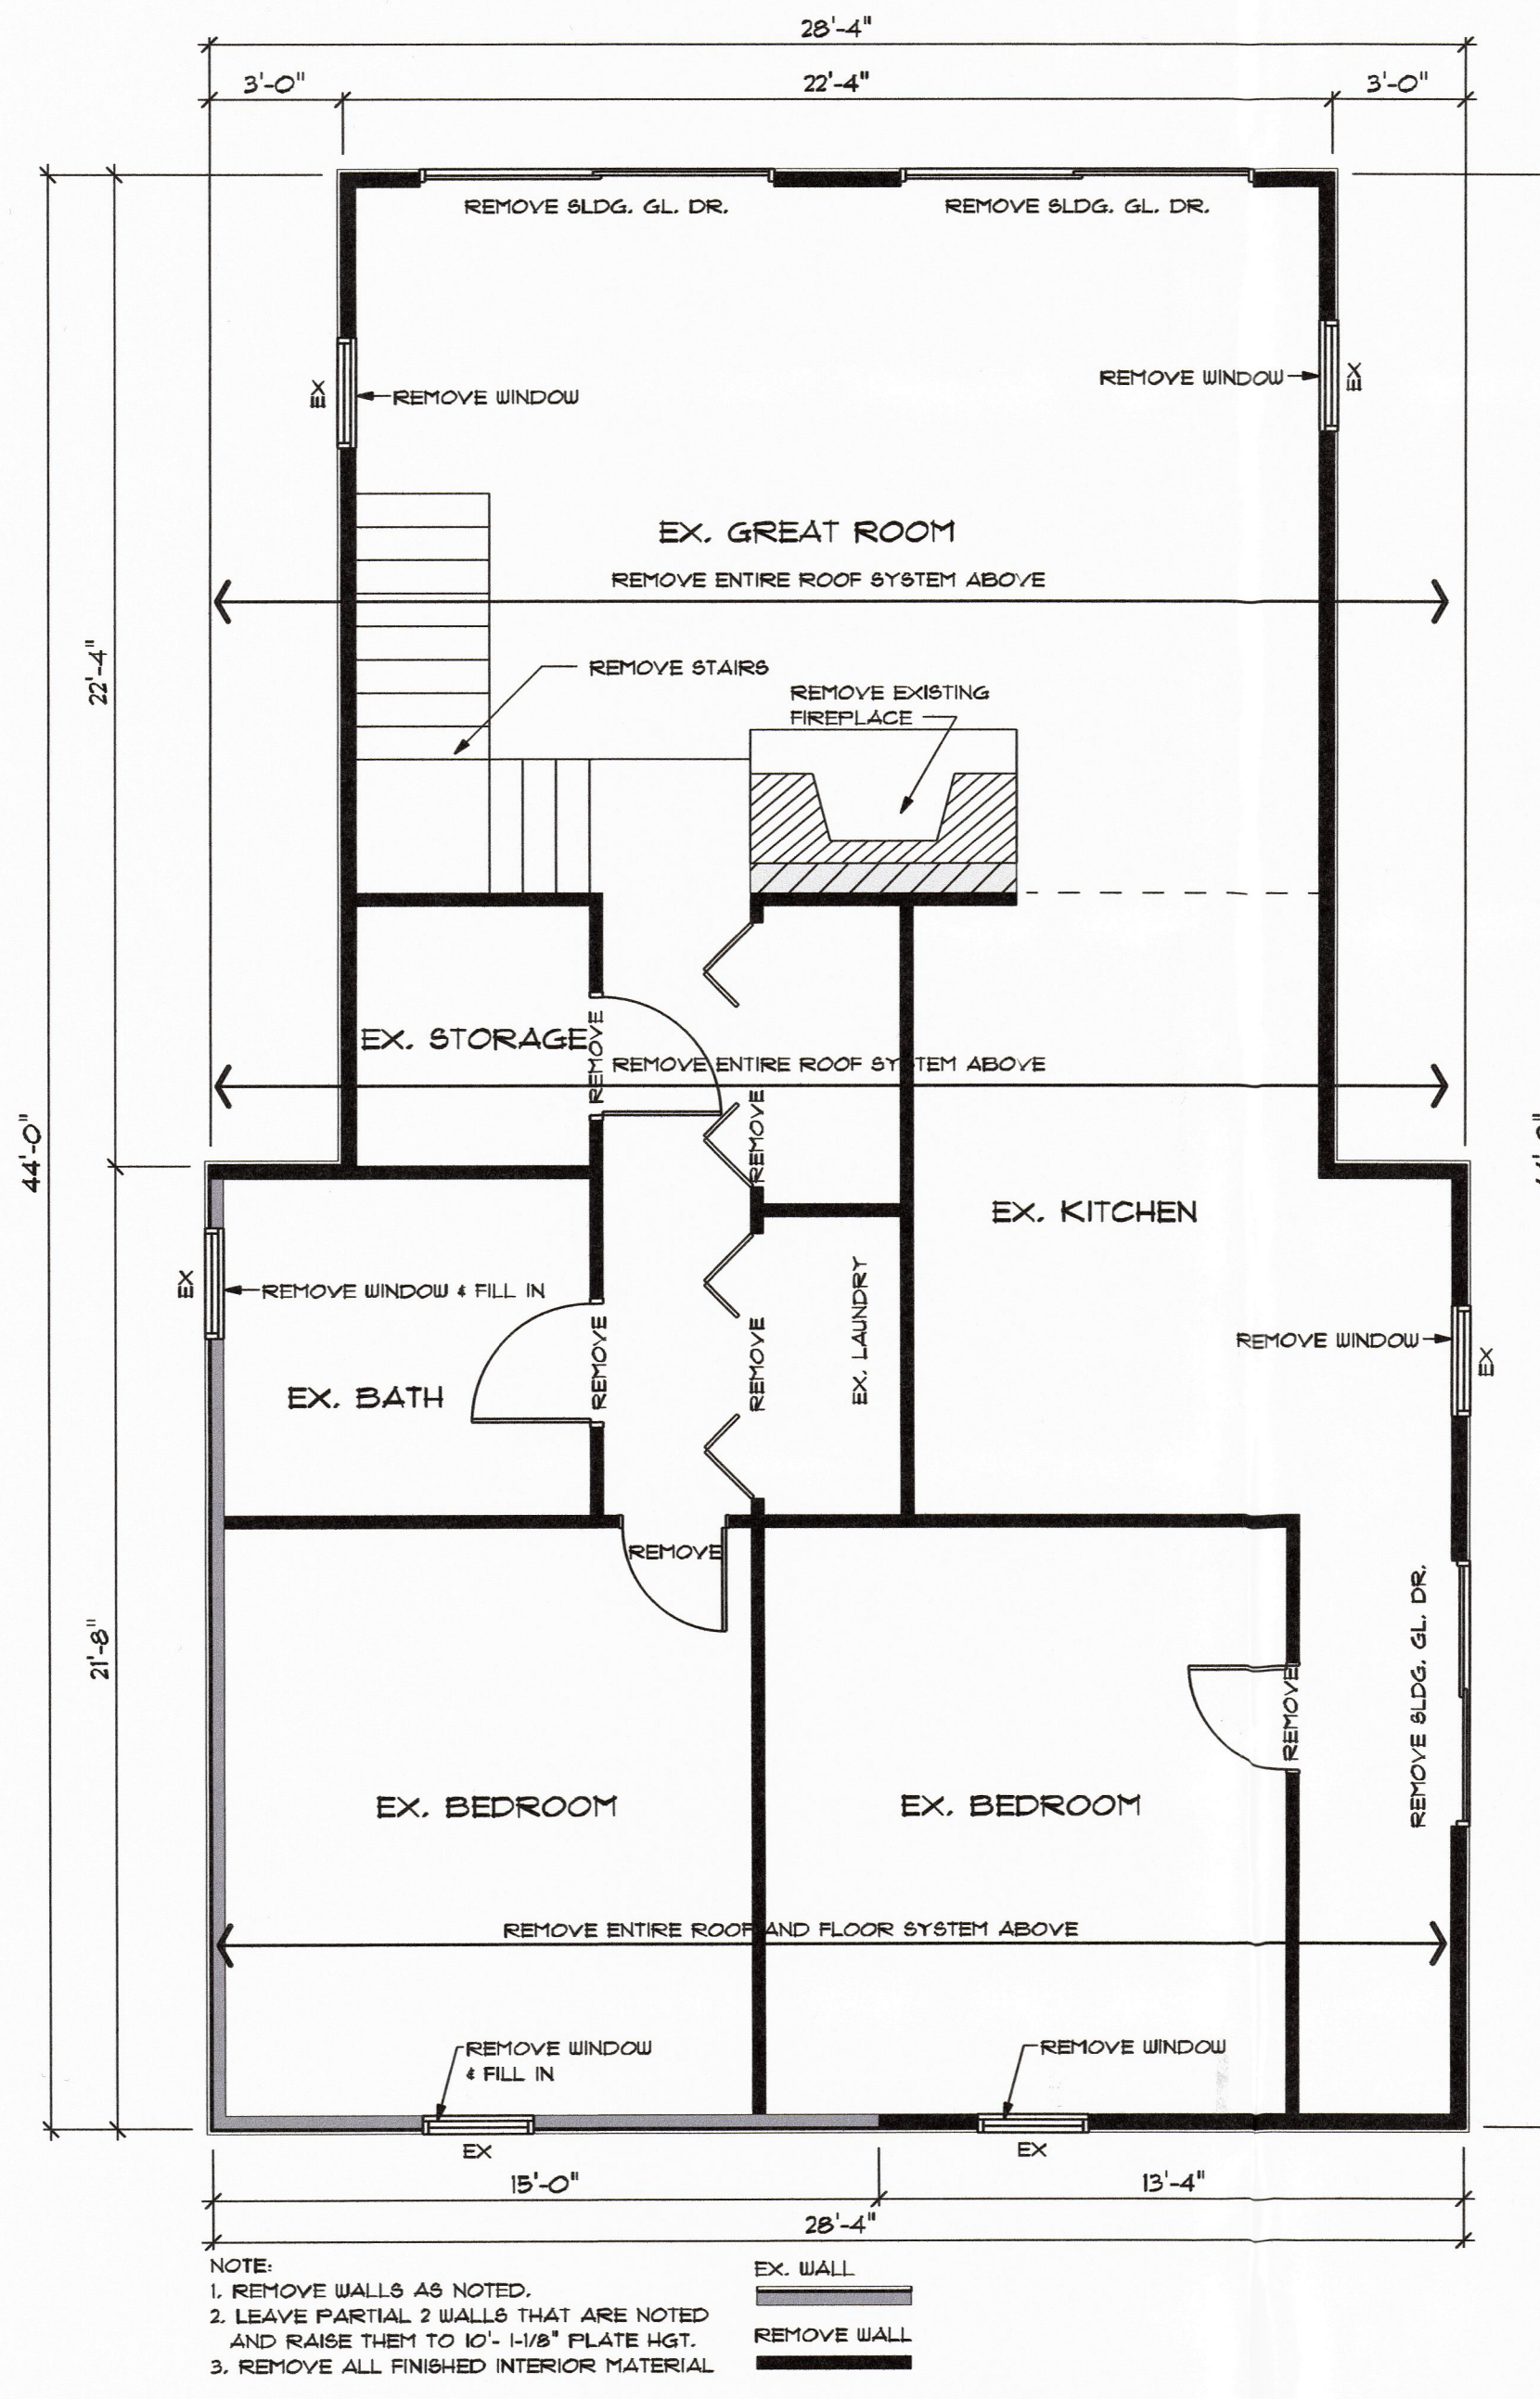 28'-4"
3'-0"
22'-4"
3'-0"
REMOVE SLDG. GL. DR.
REMOVE SLDG. GL. DR.
EX
REMOVE WINDOW
REMOVE WINDOW
EX
EX. GREAT ROOM
REMOVE ENTIRE ROOF SYSTEM ABOVE
22'-4"
REMOVE STAIRS
REMOVE EXISTING
FIREPLACE
EX. STORAGE
REMOVE
REMOVE ENTIRE ROOF SYSTEM ABOVE
REMOVE
44'-0"
EX. KITCHEN
EX
REMOVE WINDOW & FILL IN
REMOVE
REMOVE
EX. LAUNDRY
REMOVE WINDOW
EX
EX. BATH
REMOVE
21'-8"
REMOVE
REMOVE SLDG. GL. DR.
EX. BEDROOM
EX. BEDROOM
REMOVE ENTIRE ROOF AND FLOOR SYSTEM ABOVE
REMOVE WINDOW
& FILL IN
REMOVE WINDOW
EX
EX
15'-0"
13'-4"
28'-4"
NOTE:
1. REMOVE WALLS AS NOTED.
2. LEAVE PARTIAL 2 WALLS THAT ARE NOTED
AND RAISE THEM TO 10'- 1-1/8" PLATE HGT.
3. REMOVE ALL FINISHED INTERIOR MATERIAL
EX. WALL
REMOVE WALL